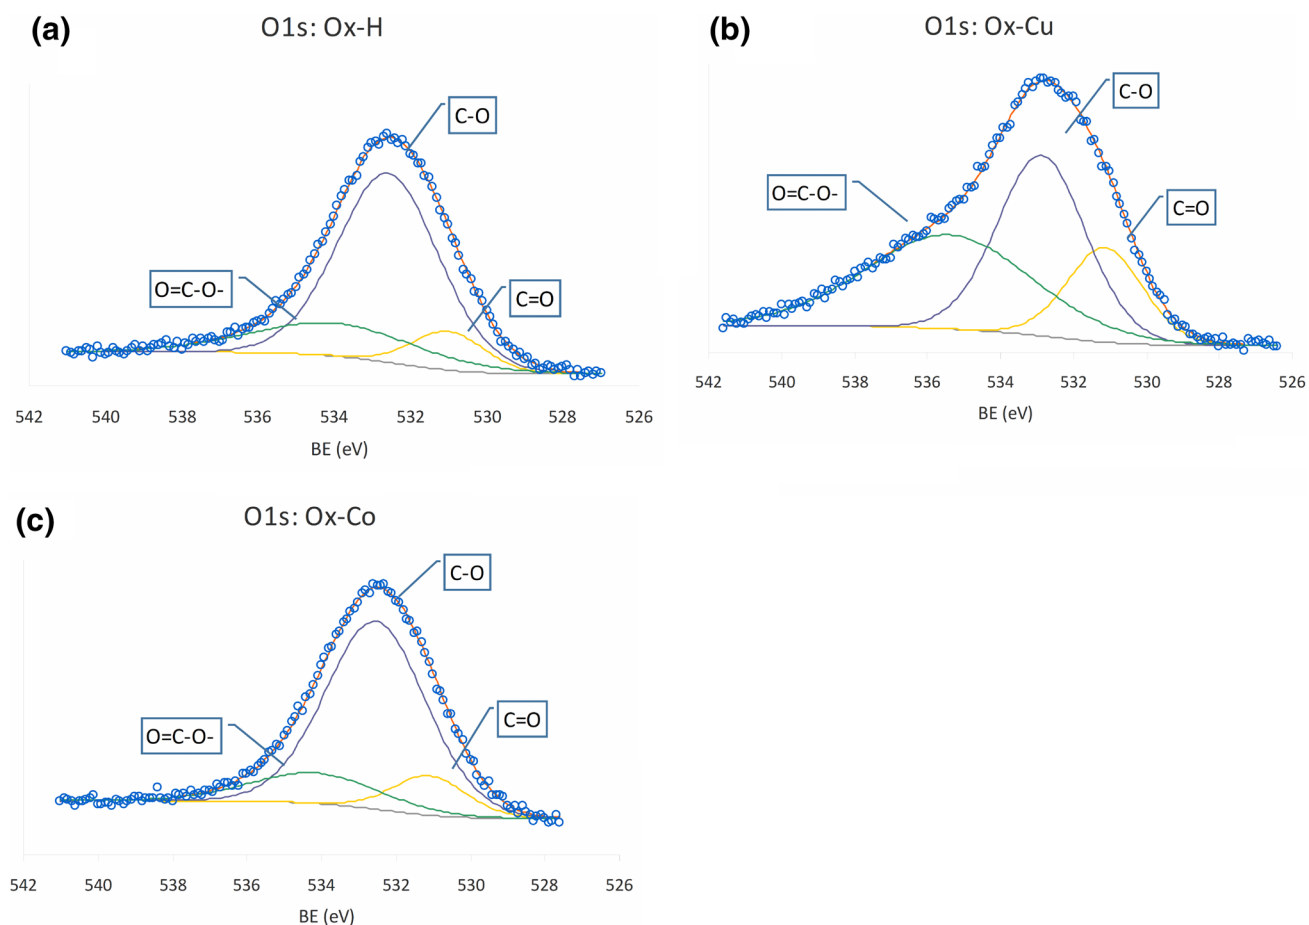 (a)
O1s: Ox-H
C-O
O=C-O-
C=O
542 540 538 536 534 532 530 528 526
BE (eV)
(b)
O1s: Ox-Cu
C-O
O=C-O-
C=O
542 540 538 536 534 532 530 528 526
BE (eV)
(c)
O1s: Ox-Co
C-O
C=O
O=C-O-
542 540 538 536 534 532 530 528 526
BE (eV)